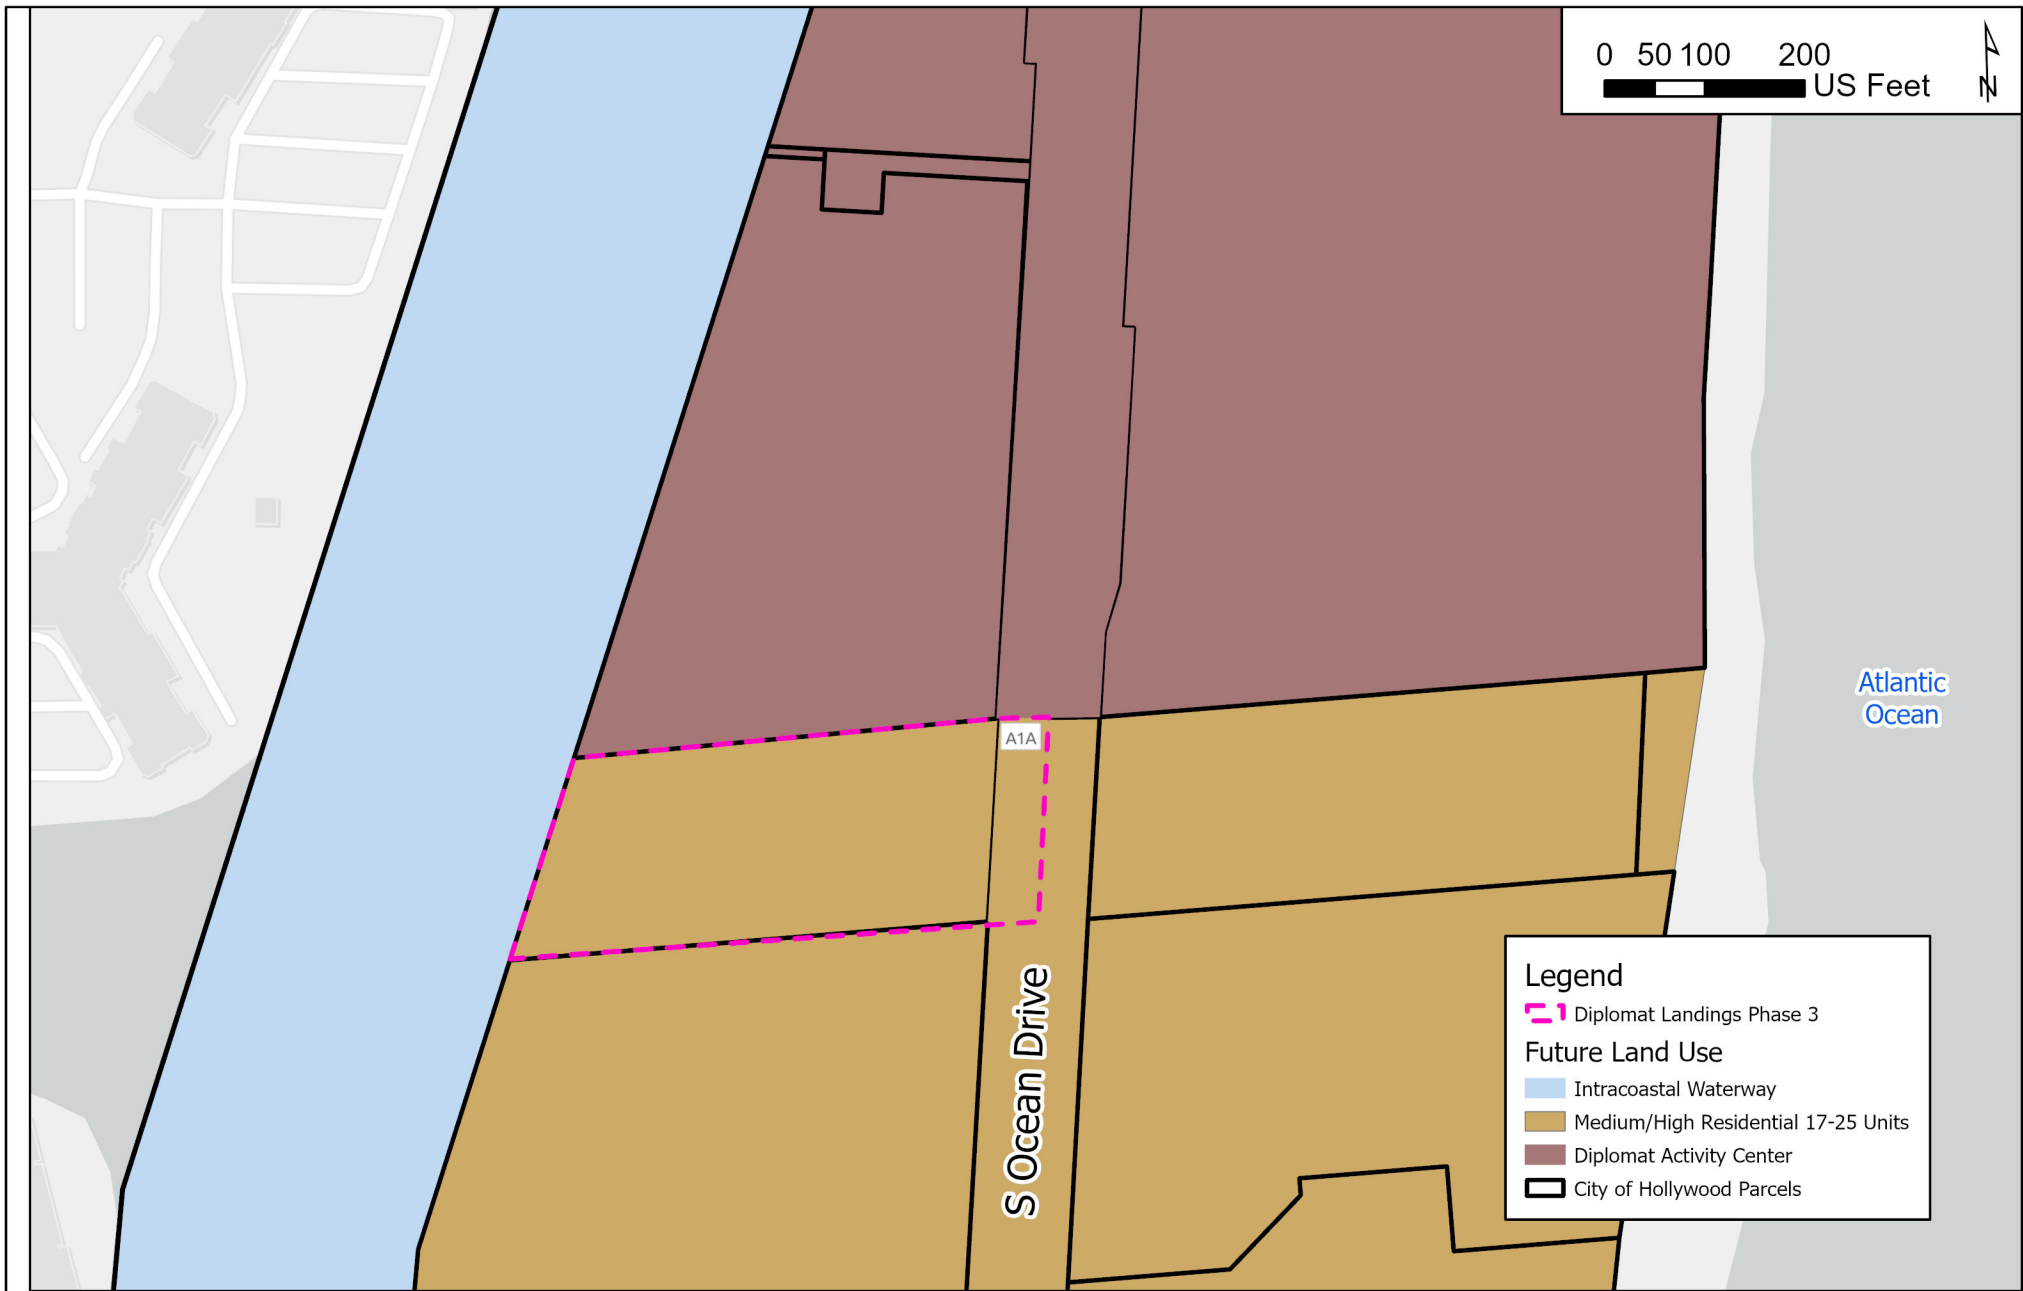 0 50 100 200
US Feet
N
A1A
Atlantic
Ocean
S Ocean Drive
Legend
Diplomat Landings Phase 3
Future Land Use
Intracoastal Waterway
Medium/High Residential 17-25 Units
Diplomat Activity Center
City of Hollywood Parcels